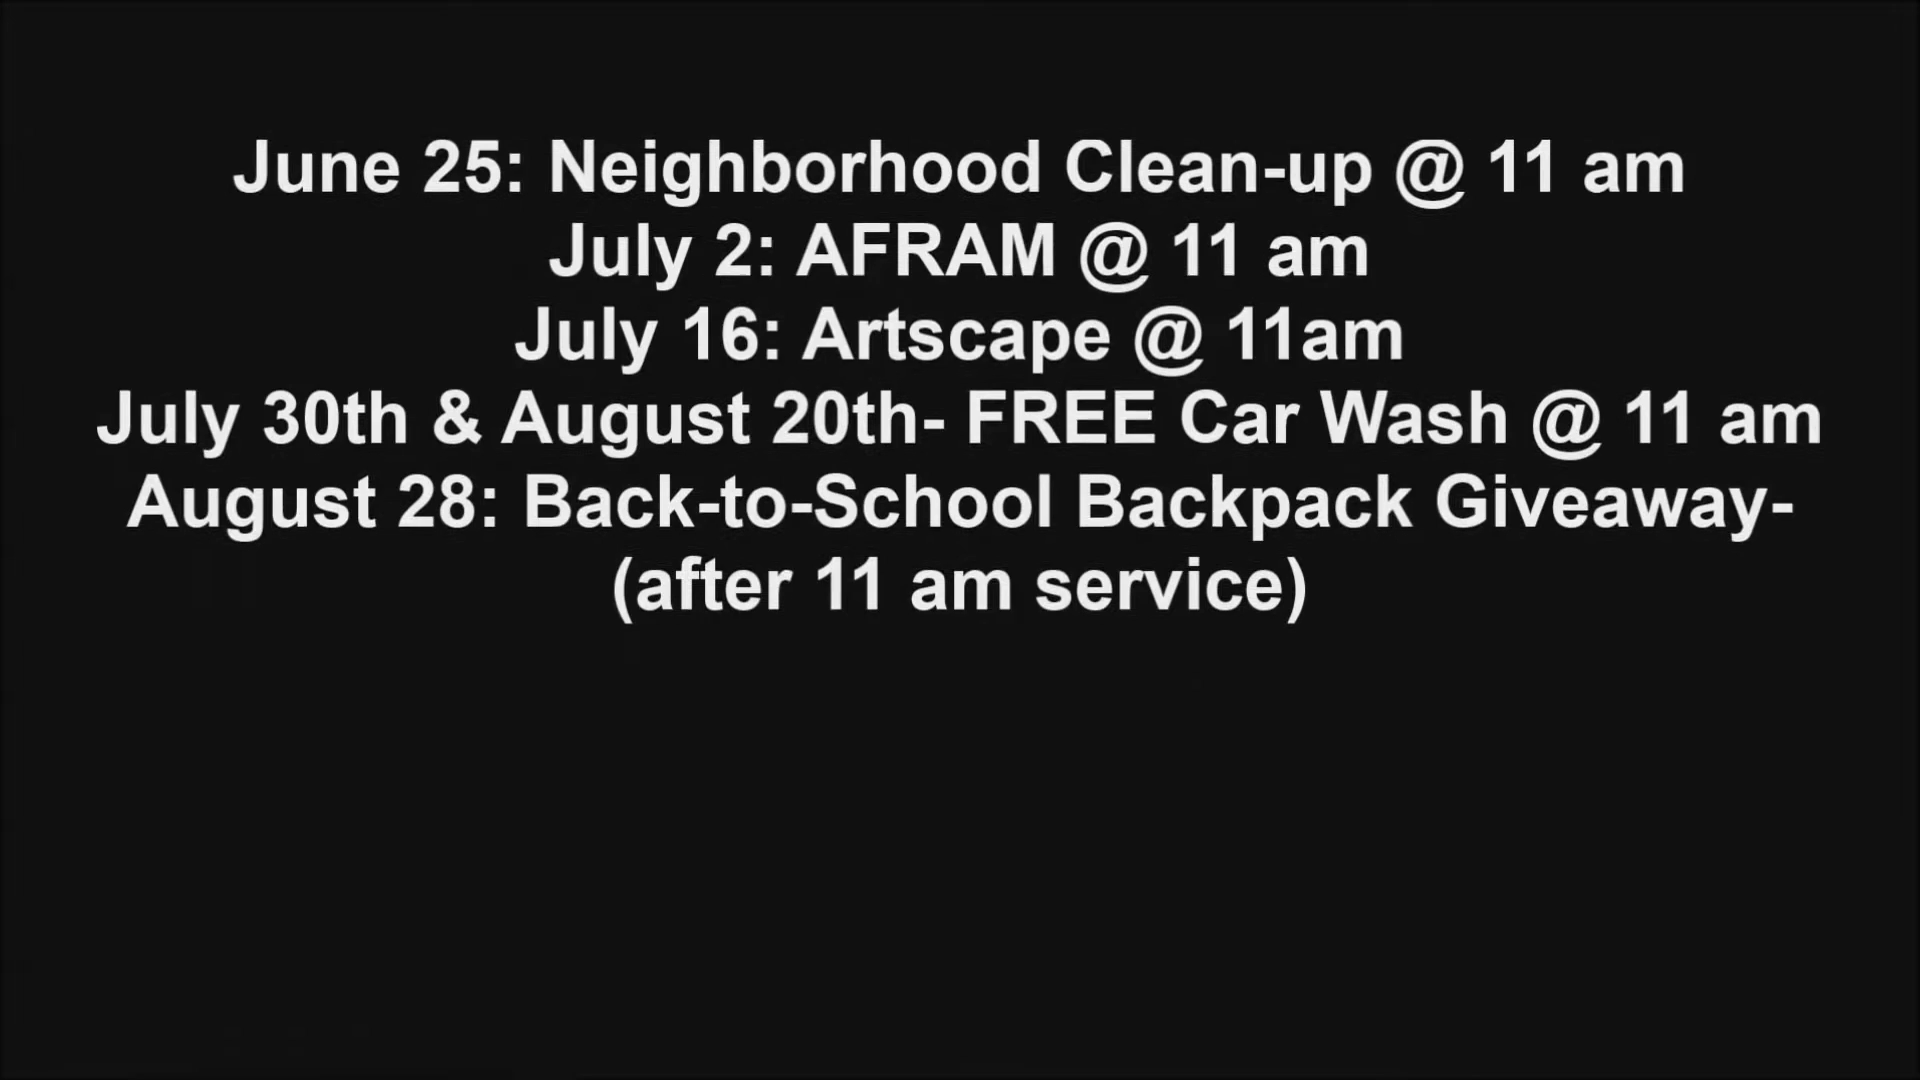 June 25: Neighborhood Clean-up @ 11 am
July 2: AFRAM @ 11 am
July 16: Artscape @ 11am
July 30th & August 20th- FREE Car Wash @ 11 am
August 28: Back-to-School Backpack Giveaway-
(after 11 am service)